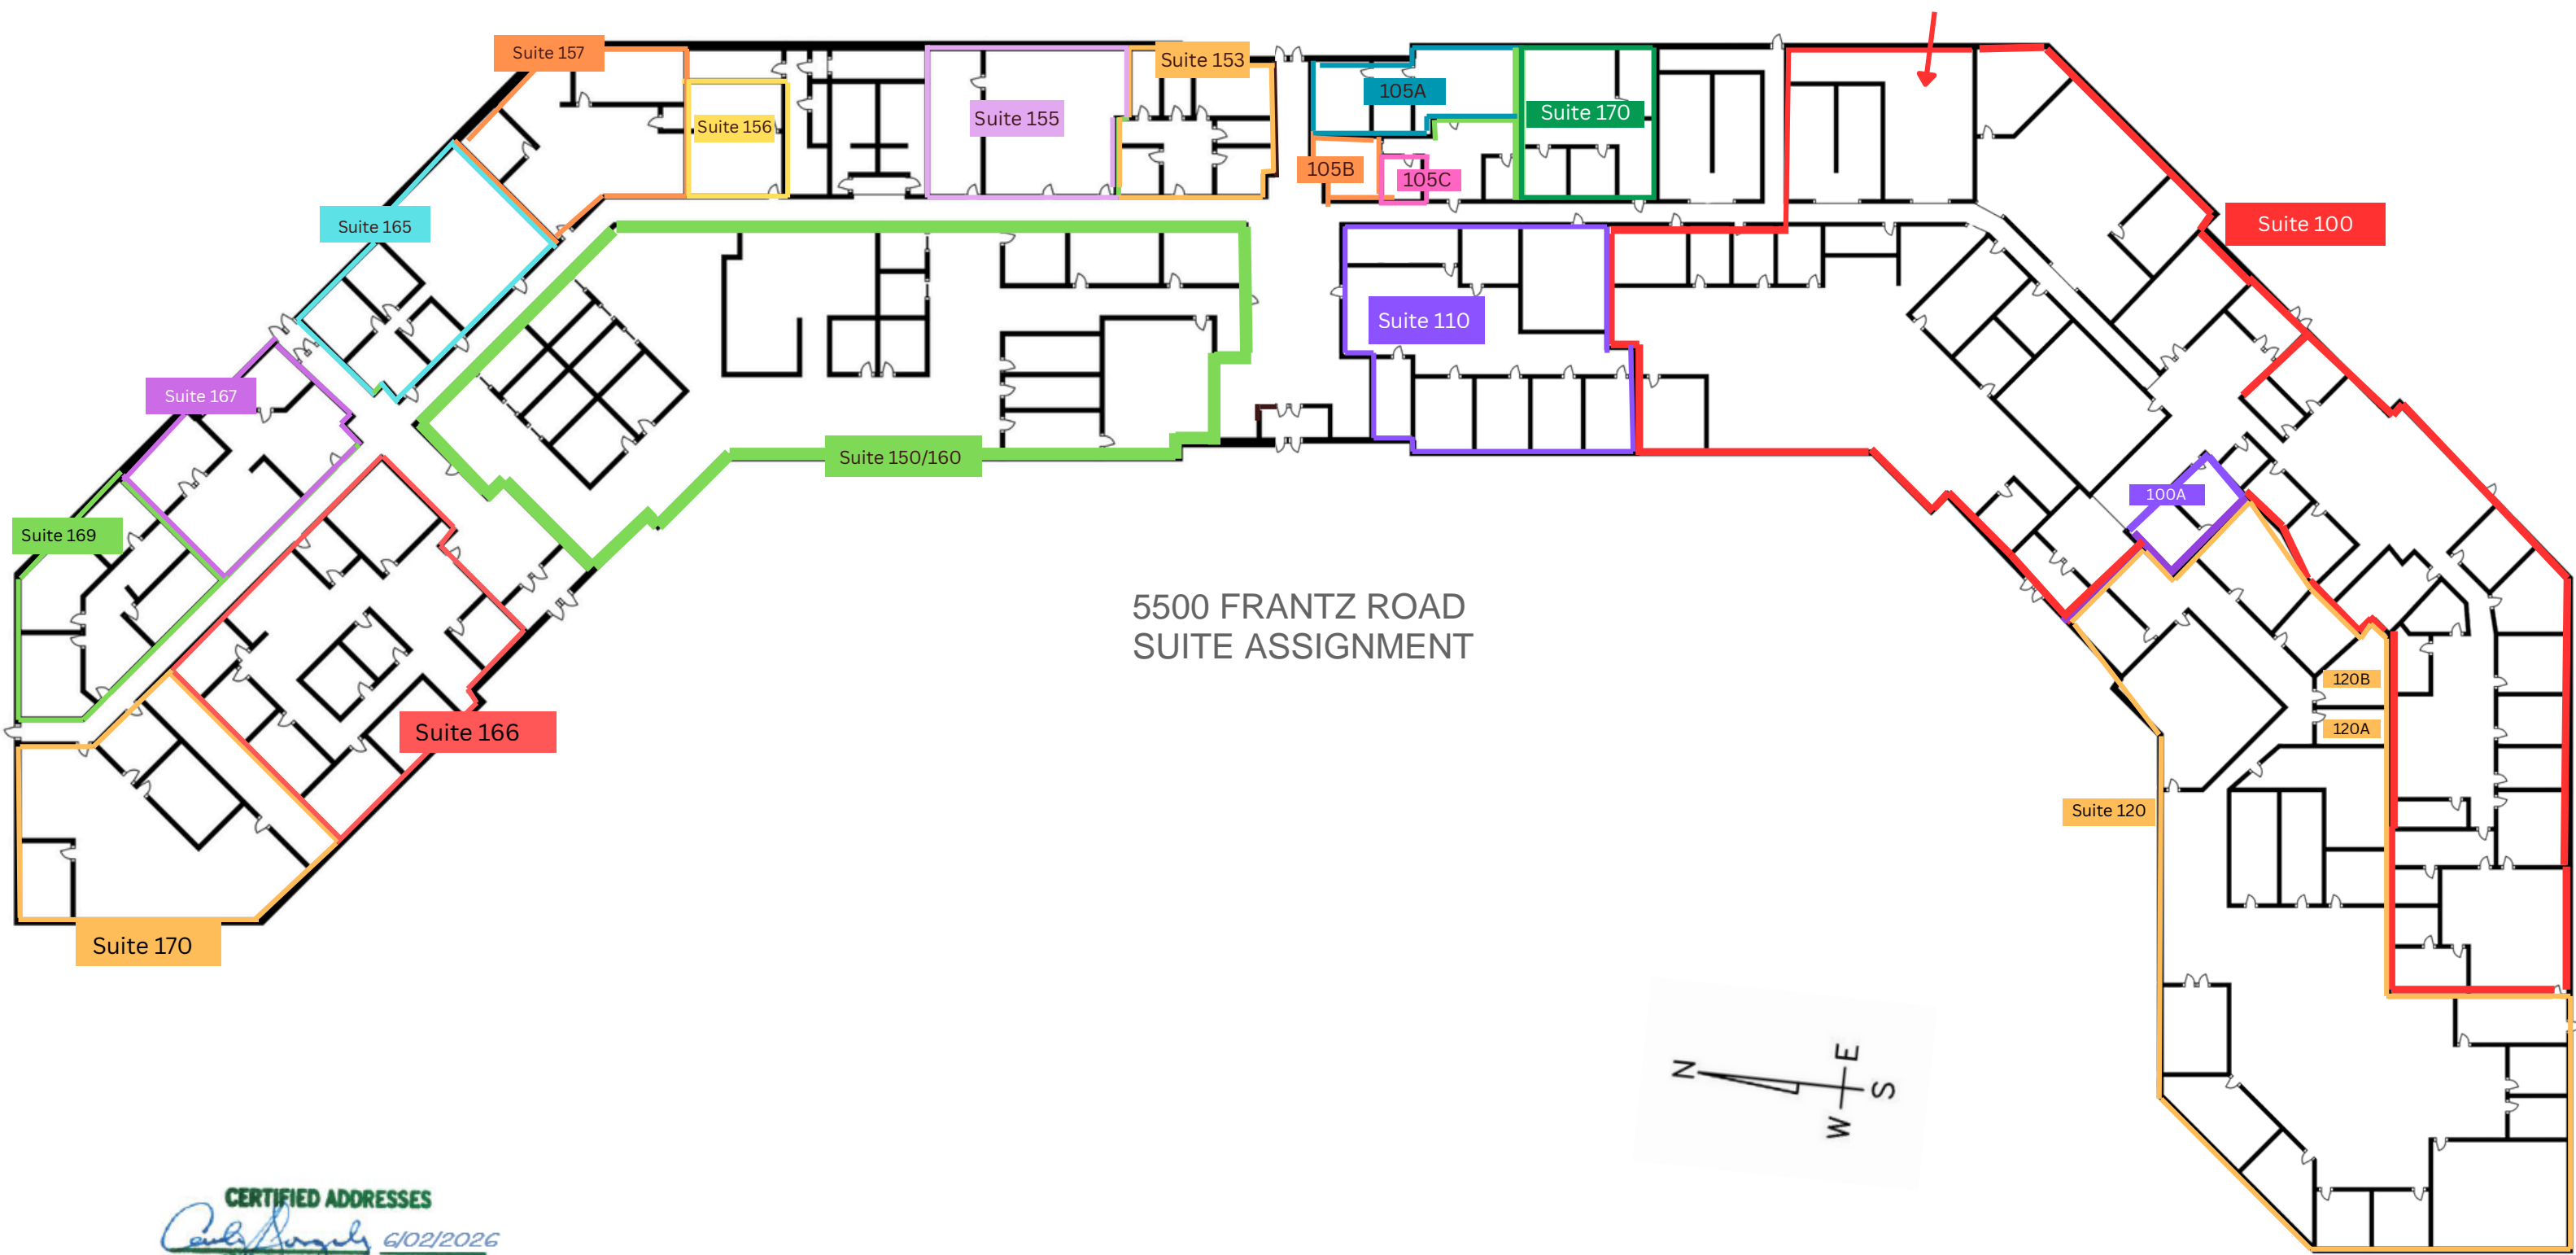 Suite 157
Suite 153
Suite 156
Suite 155
105A
Suite 170
105B
105C
Suite 165
Suite 100
Suite 110
Suite 167
Suite 150/160
100A
Suite 169
5500 FRANTZ ROAD
SUITE ASSIGNMENT
120B
120A
Suite 166
Suite 120
Suite 170
N
E
S
W
CERTIFIED ADDRESSES
6/02/2026